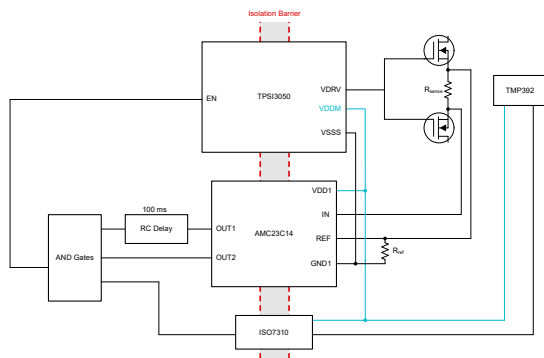 Isolation Barrier
TPSI3050
EN
VDRV
VDDM
VSSS
Rsense
TMP392
100 ms
RC Delay
AND Gates
OUT1
OUT2
AMC23C14
VDD1
IN
REF
GND1
Rref
ISO7310